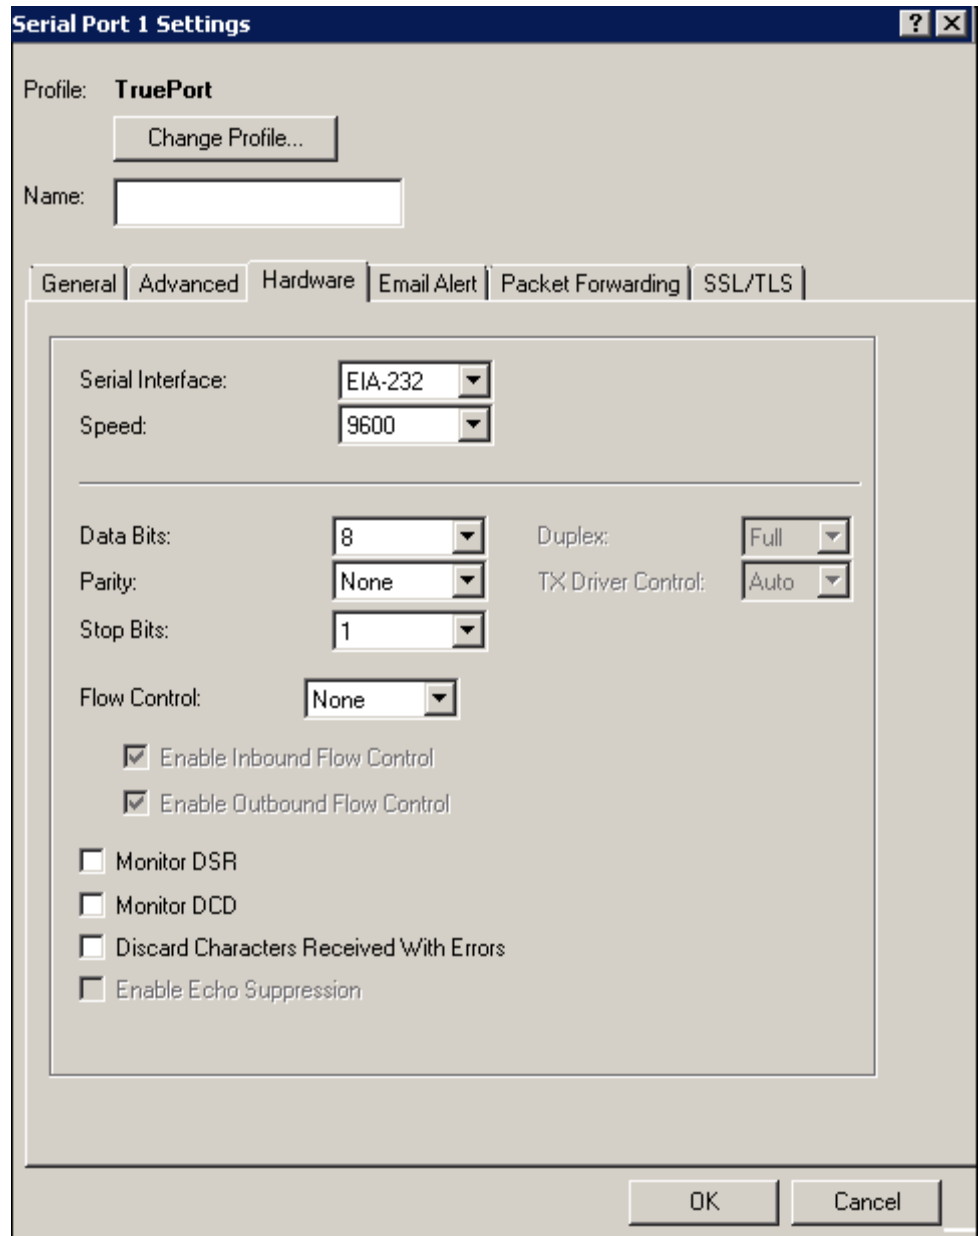 Serial Port 1 Settings
Profile: TruePort
Change Profile...
Name:
General Advanced Hardware Email Alert Packet Forwarding SSL/TLS
Serial Interface: EIA-232
Speed: 9600
Data Bits: 8 Duplex: Full
Parity: None TX Driver Control: Auto
Stop Bits: 1
Flow Control: None
Enable Inbound Flow Control
Enable Outbound Flow Control
Monitor DSR
Monitor DCD
Discard Characters Received With Errors
Enable Echo Suppression
OK Cancel